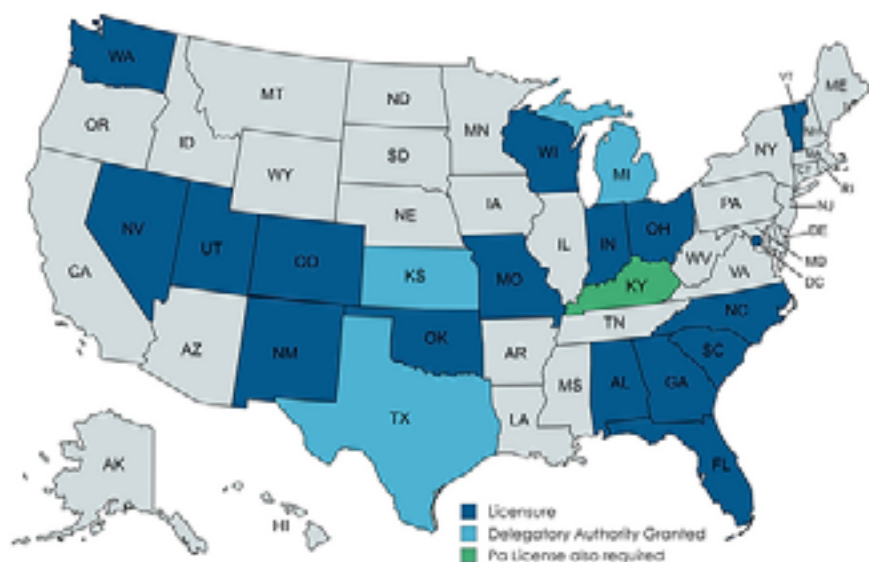 WA
MT
ND
MN
VT
ME
OR
ID
SD
WI
NY
WY
MI
RI
IA
PA
NJ
NE
NV
UT
CO
IL
IN
OH
DE
CA
KS
MO
WV
VA
MD
DC
KY
AZ
NM
OK
AR
TN
NC
SC
MS
AL
GA
TX
LA
FL
AK
HI
Licensure
Delegatory Authority Granted
Pa License also required